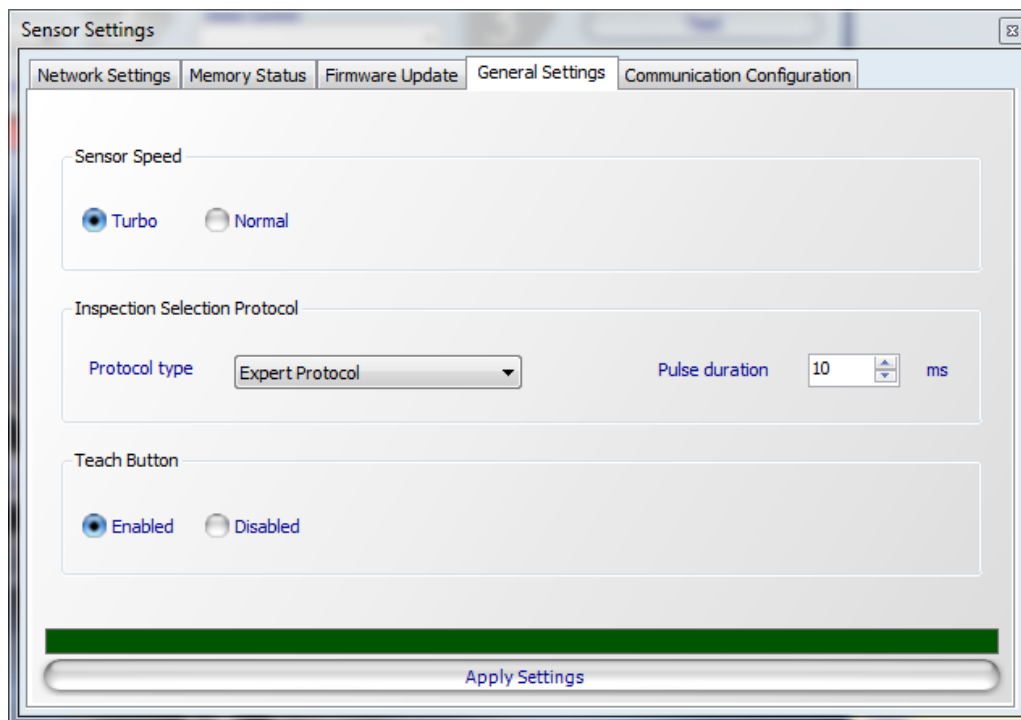 Sensor Settings
Network Settings Memory Status Firmware Update General Settings Communication Configuration
Sensor Speed
Turbo Normal
Inspection Selection Protocol
Protocol type Expert Protocol Pulse duration 10 ms
Teach Button
Enabled Disabled
Apply Settings